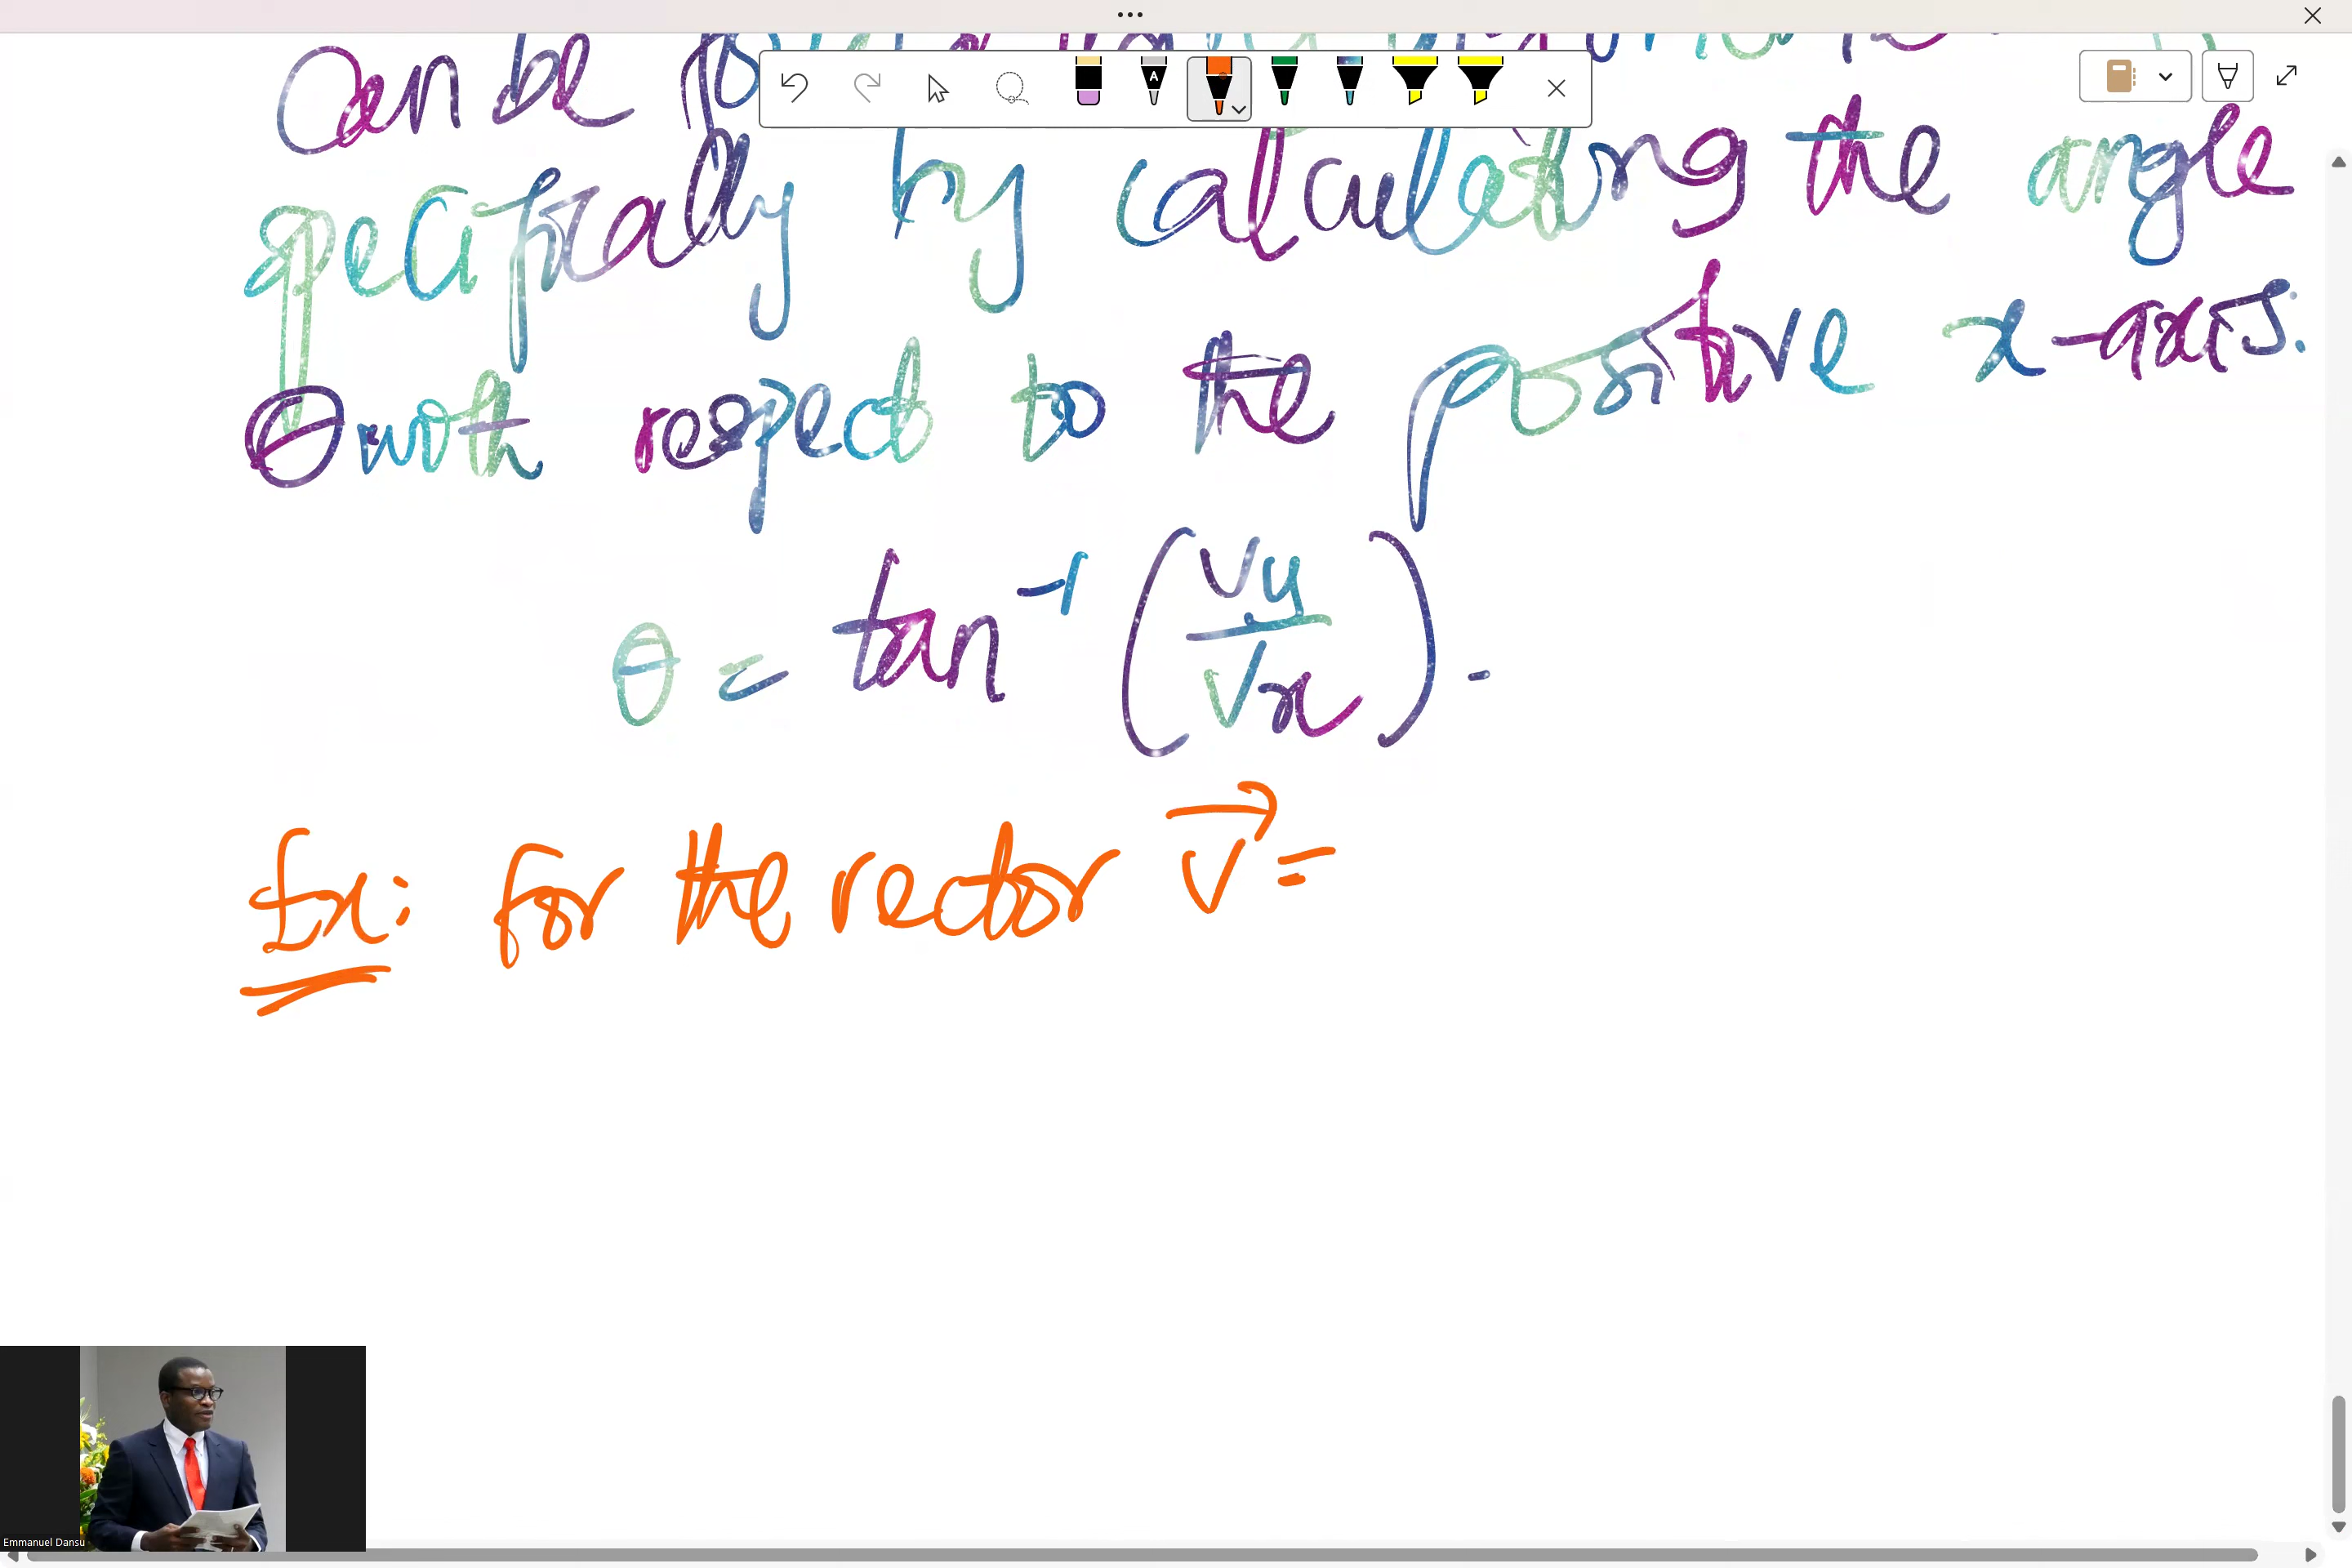 Can be
specifically by calculating the angle
θ with respect to the positive x-axis.
θ = tan⁻¹ (Vy/Vx).
Ex: For the vector V⃗ =
A
Emmanuel Dansu